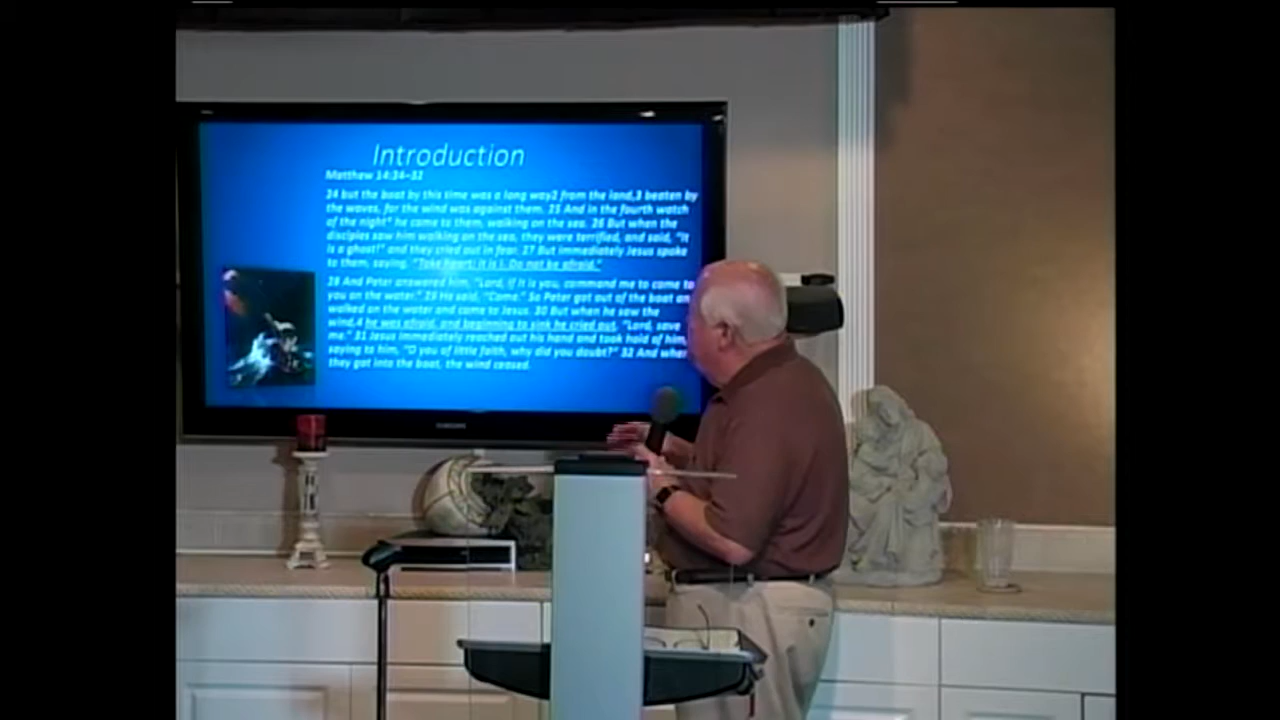 Introduction
Matthew 14:24–32
24 but the boat by this time was a long way2 from the land,3 beaten by
the waves, for the wind was against them. 25 And in the fourth watch
of the night* he came to them, walking on the sea. 26 But when the
disciples saw him walking on the sea, they were terrified, and said, "It
is a ghost!" and they cried out in fear. 27 But immediately Jesus spoke
to them, saying, "Take heart; it is I. Do not be afraid."
28 And Peter answered him, "Lord, if it is you, command me to come to
you on the water." 29 He said, "Come." So Peter got out of the boat an
walked on the water and came to Jesus. 30 But when he saw the
wind,4 he was afraid, and beginning to sink he cried out, "Lord, save
me." 31 Jesus immediately reached out his hand and took hold of him,
saying to him, "O you of little faith, why did you doubt?" 32 And when
they got into the boat, the wind ceased.
SAMSUNG